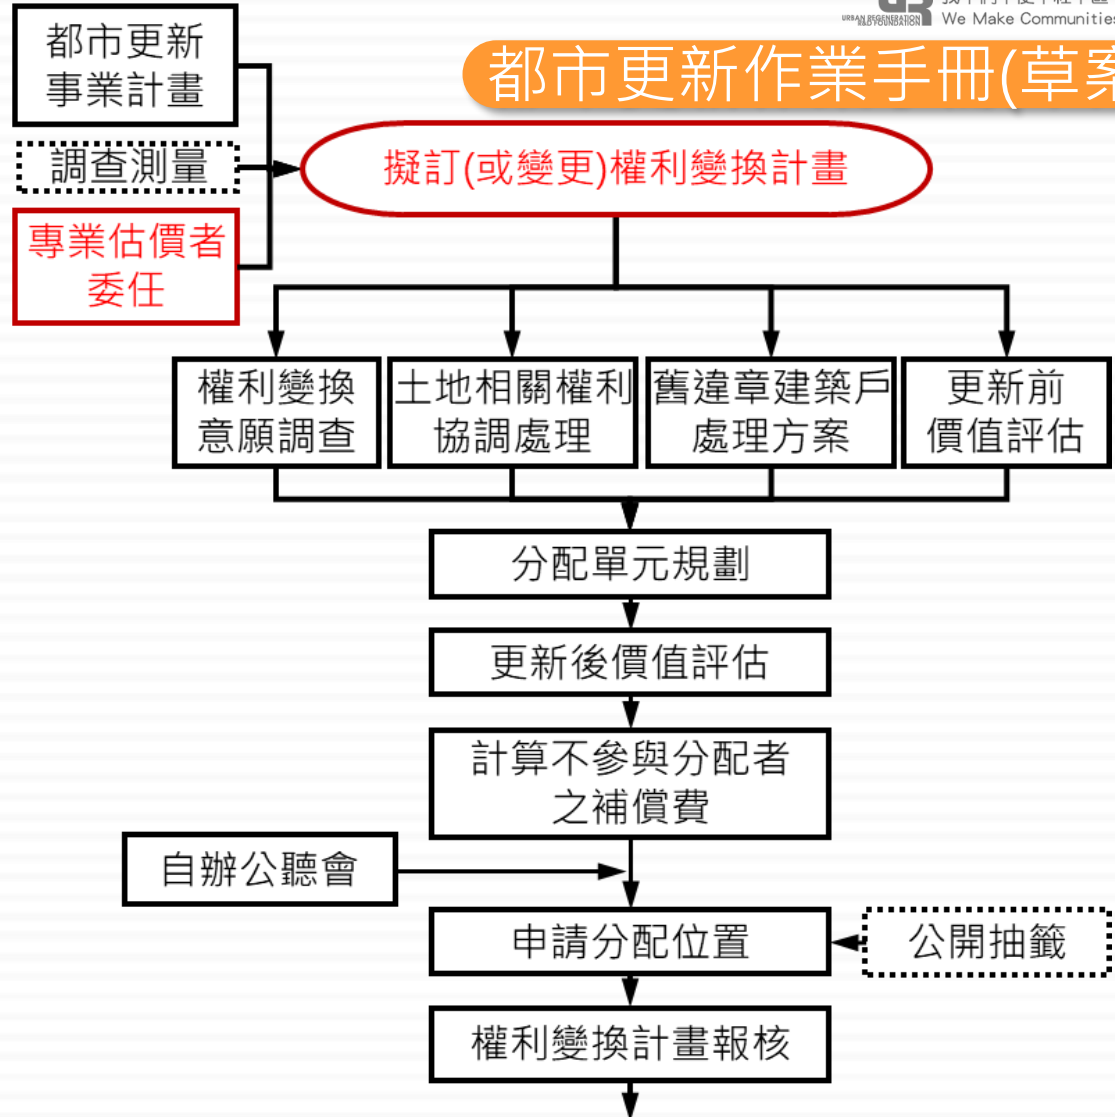 We Make Communities
都市更新作業手冊(草案
都市更新
事業計畫
調查測量
專業估價者
委任
擬訂(或變更)權利變換計畫
權利變換
意願調查
土地相關權利
協調處理
舊違章建築戶
處理方案
更新前
價值評估
分配單元規劃
更新後價值評估
計算不參與分配者
之補償費
自辦公聽會
申請分配位置
公開抽籤
權利變換計畫報核